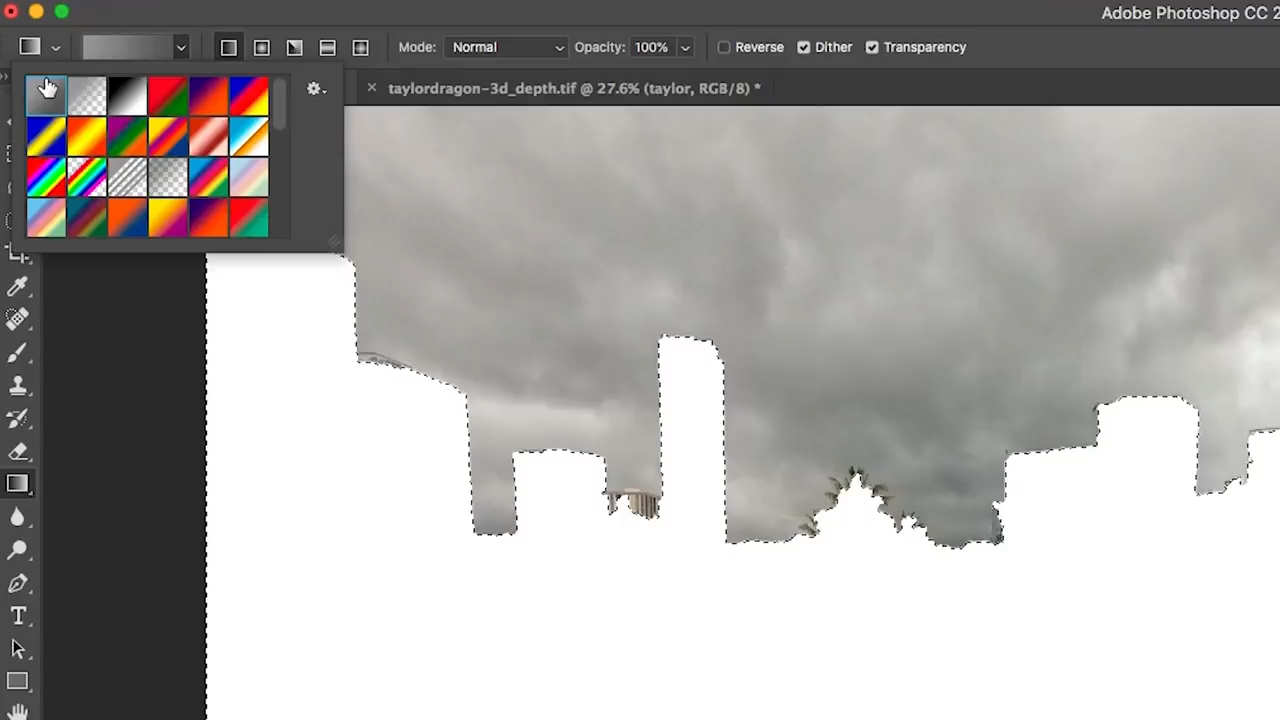 Adobe Photoshop CC 2
Mode: Normal Opacity: 100% Reverse Dither Transparency
taylordragon-3d_depth.tif @ 27.6% (taylor, RGB/8) *
T